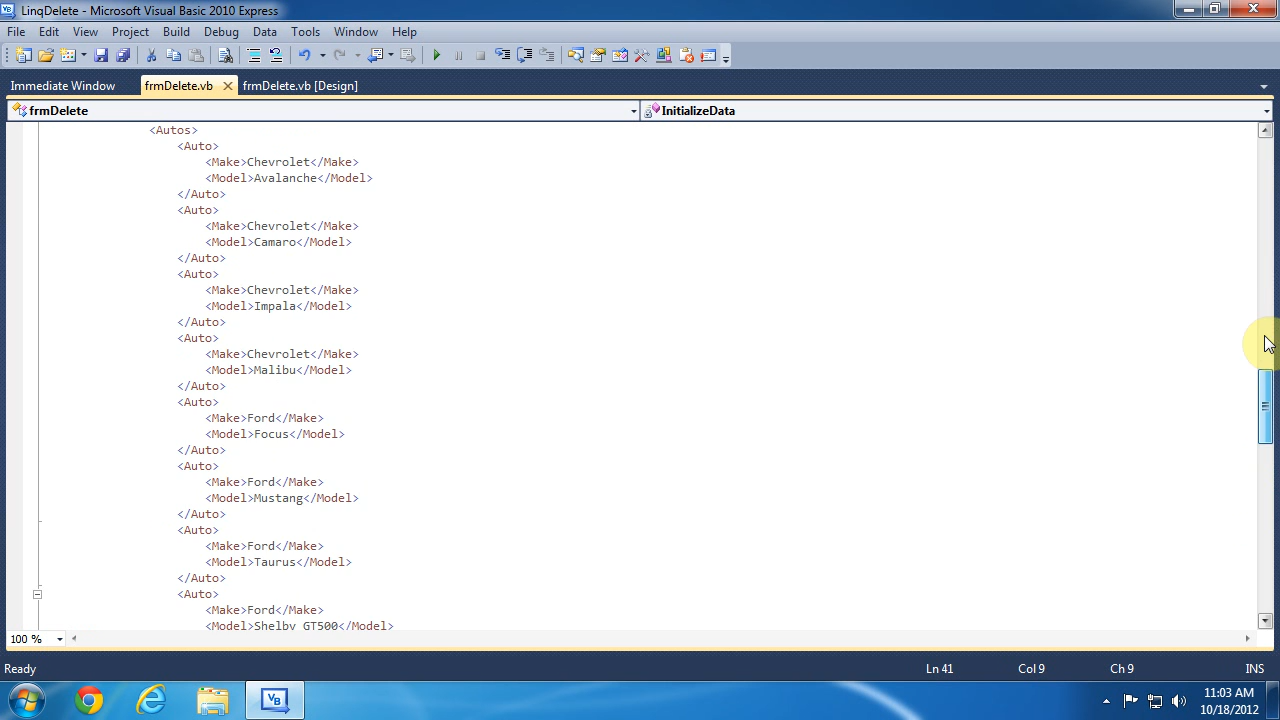 LinqDelete - Microsoft Visual Basic 2010 Express
File Edit View Project Build Debug Data Tools Window Help
Immediate Window frmDelete.vb frmDelete.vb [Design]
frmDelete InitializeData
<Autos>
<Auto>
<Make>Chevrolet</Make>
<Model>Avalanche</Model>
</Auto>
<Auto>
<Make>Chevrolet</Make>
<Model>Camaro</Model>
</Auto>
<Auto>
<Make>Chevrolet</Make>
<Model>Impala</Model>
</Auto>
<Auto>
<Make>Chevrolet</Make>
<Model>Malibu</Model>
</Auto>
<Auto>
<Make>Ford</Make>
<Model>Focus</Model>
</Auto>
<Auto>
<Make>Ford</Make>
<Model>Mustang</Model>
</Auto>
<Auto>
<Make>Ford</Make>
<Model>Taurus</Model>
</Auto>
<Auto>
<Make>Ford</Make>
<Model>Shelby GT500</Model>
100 %
Ready Ln 41 Col 9 Ch 9 INS
VB
11:03 AM
10/18/2012